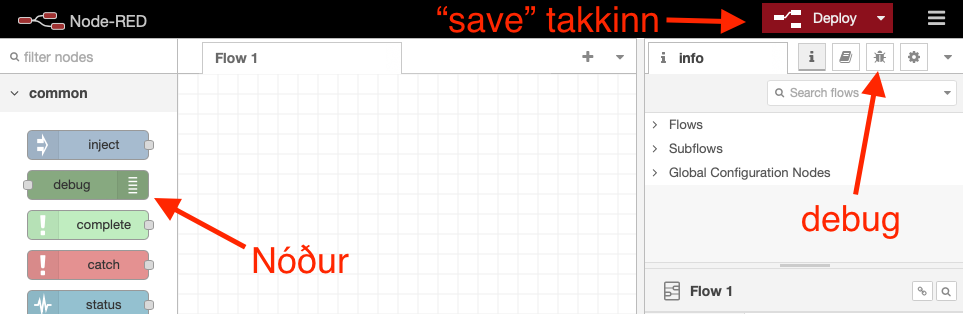 Node-RED
“save” takkinn
Deploy
filter nodes
Flow 1
i info
i
Search flows
common
Flows
Subflows
Global Configuration Nodes
inject
debug
complete
catch
status
Nóður
debug
Flow 1